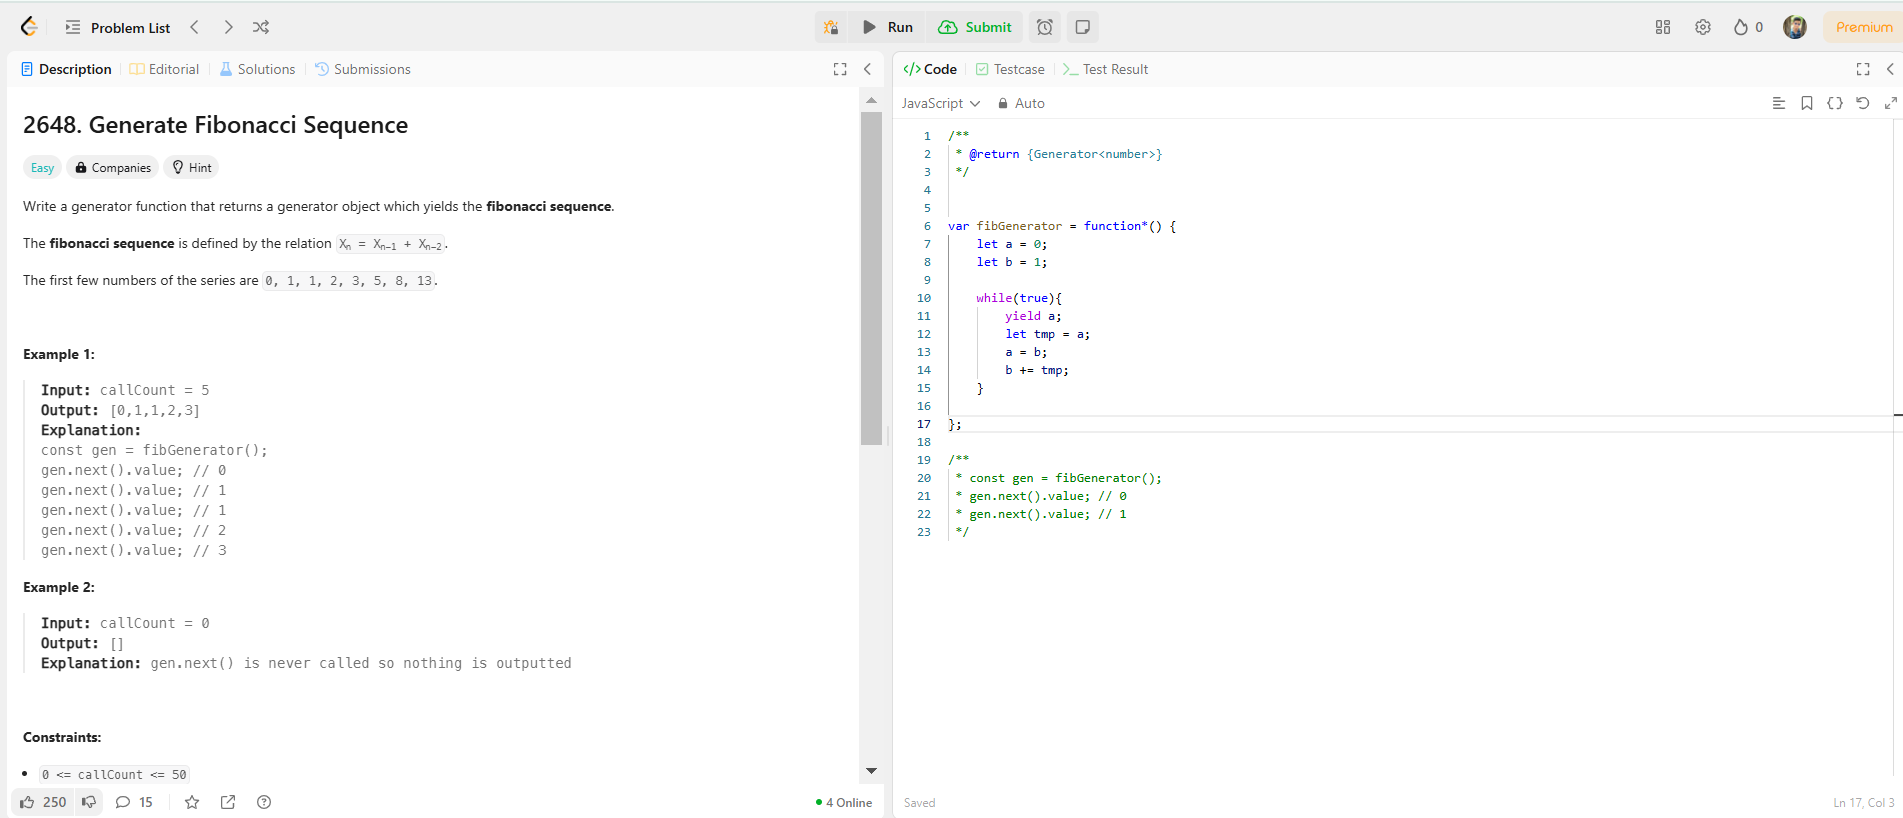 Problem List
Run
Submit
0
Premium
Description
Editorial
Solutions
Submissions
2648. Generate Fibonacci Sequence
Easy
Companies
Hint
Write a generator function that returns a generator object which yields the fibonacci sequence.
The fibonacci sequence is defined by the relation Xn = Xn-1 + Xn-2.
The first few numbers of the series are 0, 1, 1, 2, 3, 5, 8, 13.
Example 1:
Input: callCount = 5
Output: [0,1,1,2,3]
Explanation:
const gen = fibGenerator();
gen.next().value; // 0
gen.next().value; // 1
gen.next().value; // 1
gen.next().value; // 2
gen.next().value; // 3
Example 2:
Input: callCount = 0
Output: []
Explanation: gen.next() is never called so nothing is outputted
Constraints:
• 0 <= callCount <= 50
250
15
4 Online
</> Code
Testcase
Test Result
JavaScript
Auto
1 /**
2 * @return {Generator<number>}
3 */
4
5
6 var fibGenerator = function*() {
7 let a = 0;
8 let b = 1;
9
10 while(true){
11 yield a;
12 let tmp = a;
13 a = b;
14 b += tmp;
15 }
16
17 };
18
19 /**
20 * const gen = fibGenerator();
21 * gen.next().value; // 0
22 * gen.next().value; // 1
23 */
Saved
Ln 17, Col 3